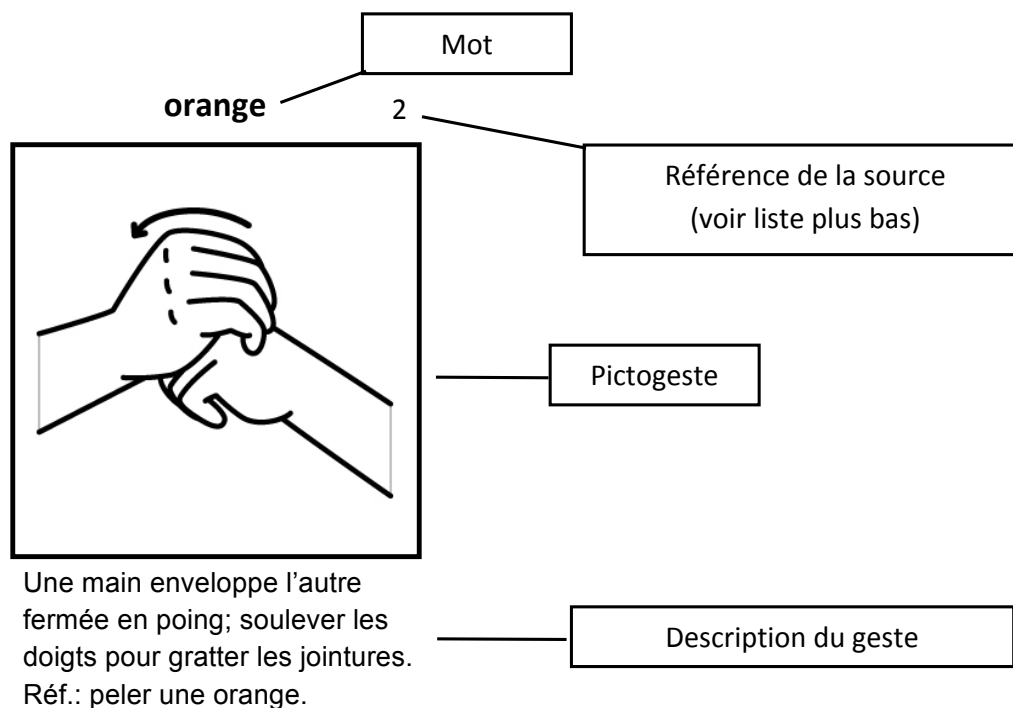 Mot
orange
2
Référence de la source
(voir liste plus bas)
Pictogeste
Une main enveloppe l’autre
fermée en poing; soulever les
doigts pour gratter les jointures.
Réf.: peler une orange.
Description du geste